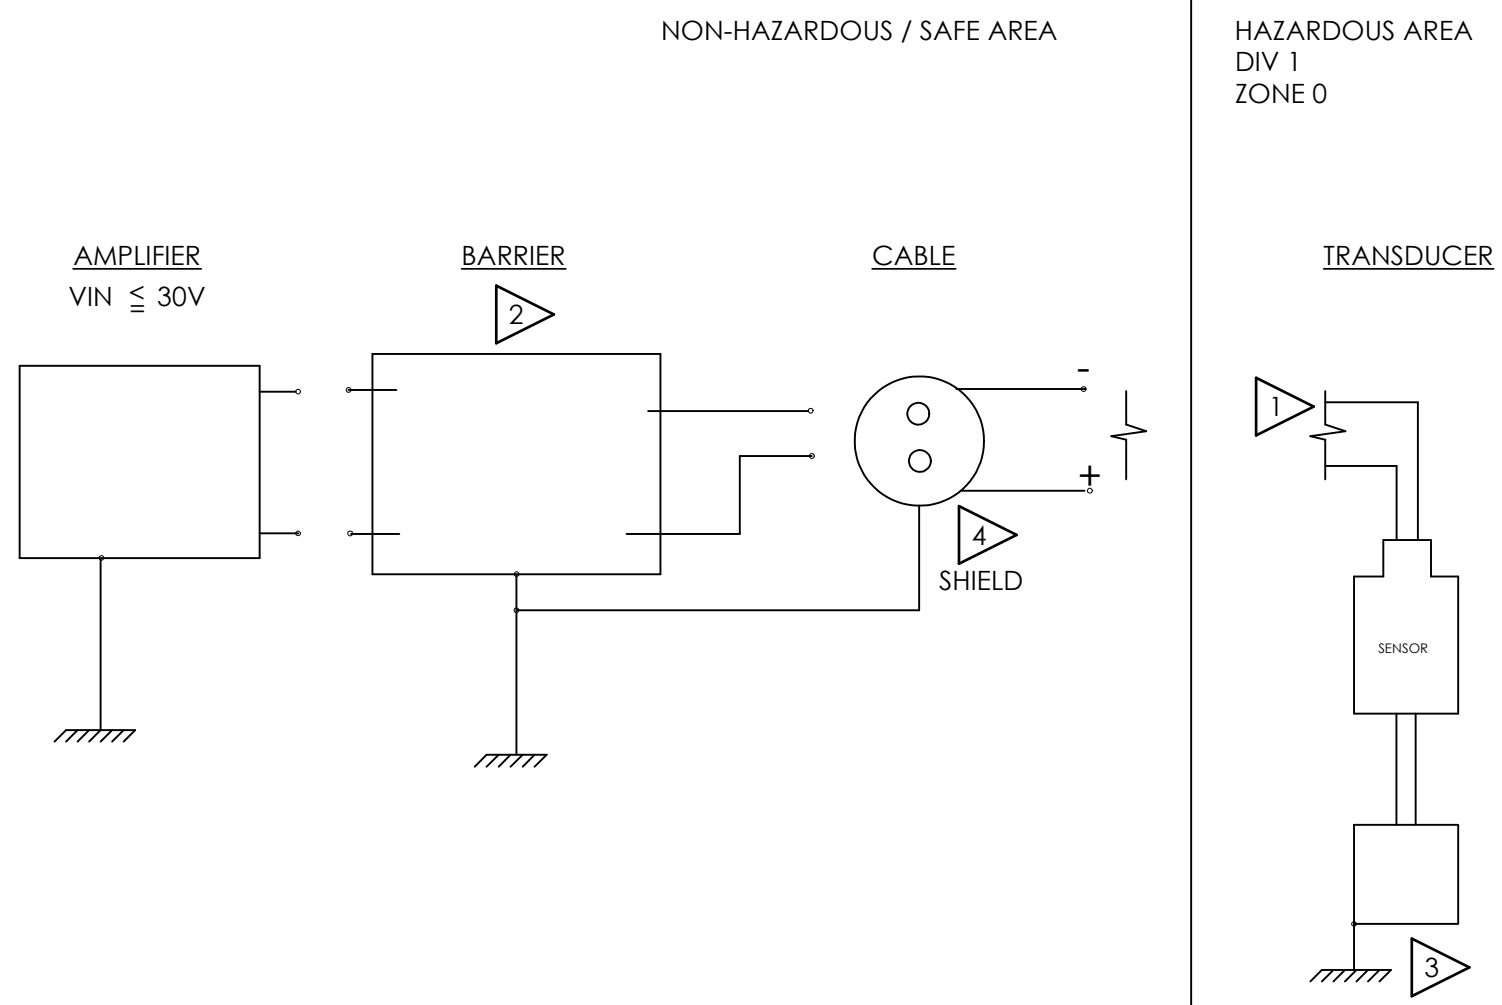 NON-HAZARDOUS / SAFE AREA
HAZARDOUS AREA
DIV 1
ZONE 0
AMPLIFIER
VIN ≦ 30V
BARRIER
2
CABLE
TRANSDUCER
-
+
1
4
SHIELD
SENSOR
3